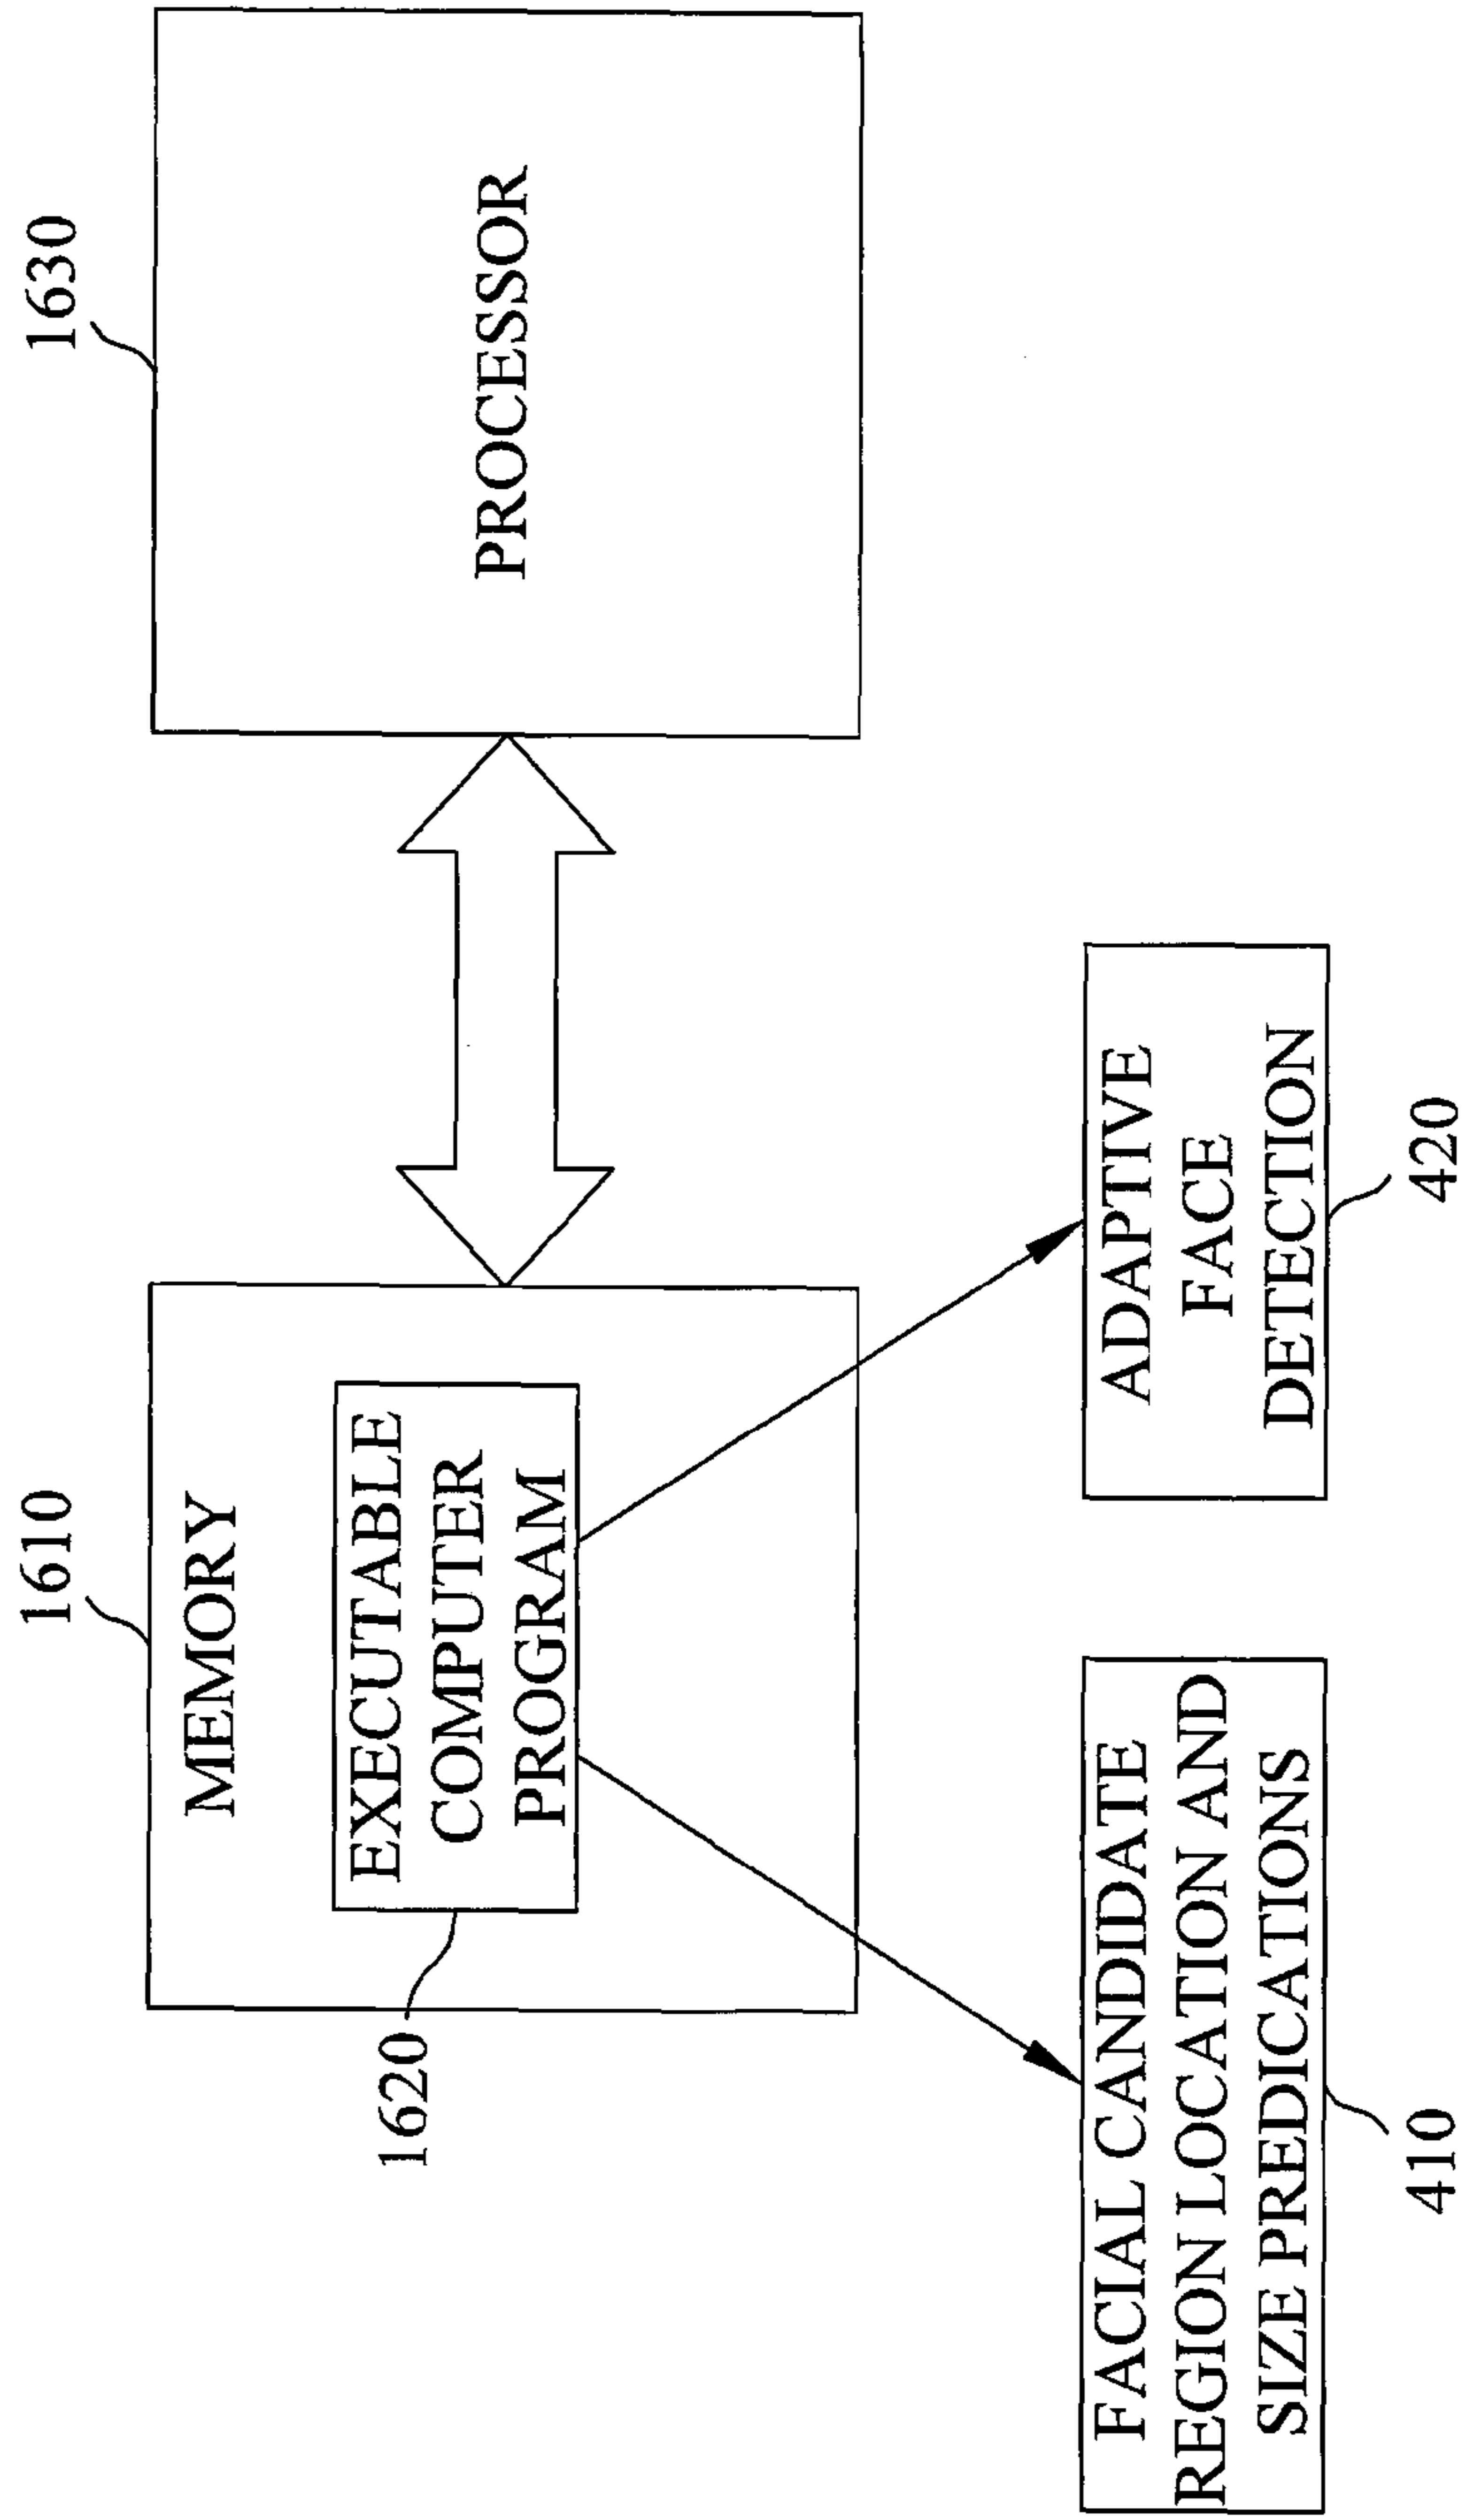 1610
1630
MEMORY
PROCESSOR
1620
EXECUTABLE
COMPUTER
PROGRAM
FACIAL CANDIDATE
REGION LOCATION AND
SIZE PREDICATIONS
410
ADAPTIVE
FACE
DETECTION
420